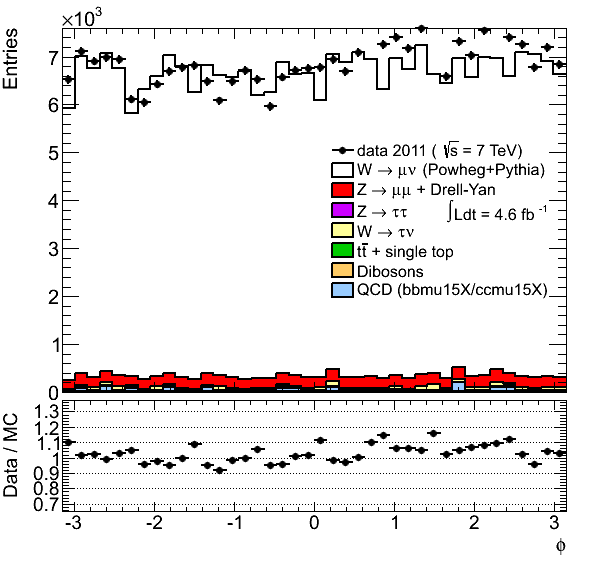 ×10³
Entries
7
6
5
4
3
2
1
0
data 2011 ( √s = 7 TeV)
W → μν (Powheg+Pythia)
Z → μμ + Drell-Yan
Z → ττ
∫Ldt = 4.6 fb⁻¹
W → τν
tt̄ + single top
Dibosons
QCD (bbmu15X/ccmu15X)
Data / MC
1.3
1.2
1.1
1
0.9
0.8
0.7
-3 -2 -1 0 1 2 3
ϕ